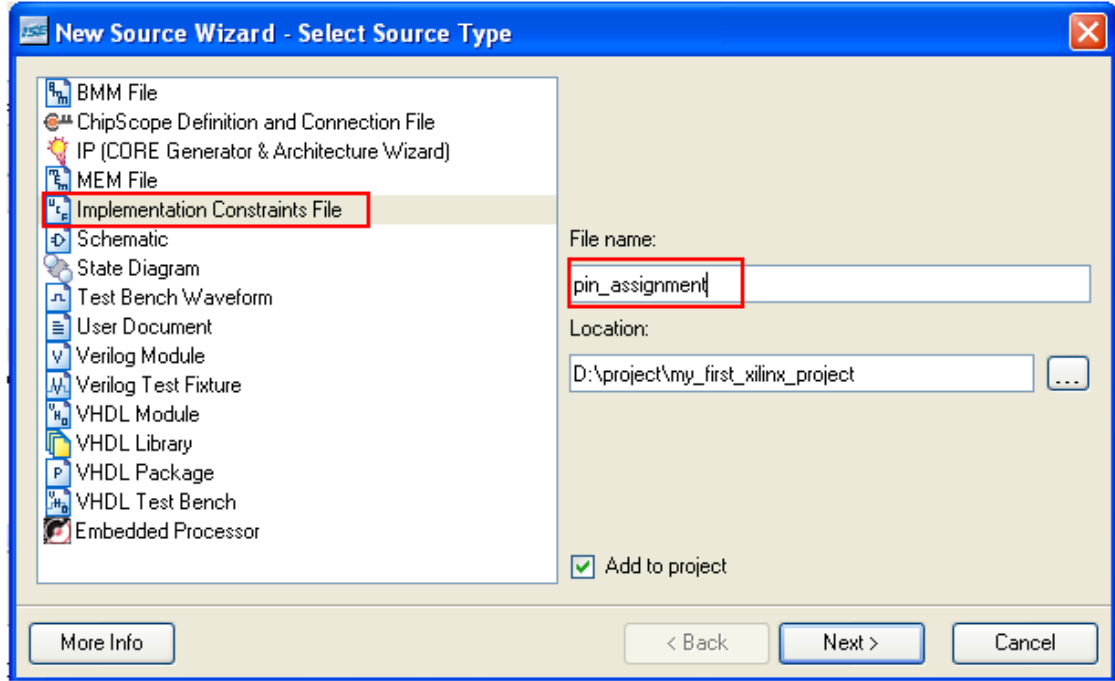 ISE New Source Wizard - Select Source Type
BMM File
ChipScope Definition and Connection File
IP (CORE Generator & Architecture Wizard)
MEM File
Implementation Constraints File
Schematic
State Diagram
Test Bench Waveform
User Document
Verilog Module
Verilog Test Fixture
VHDL Module
VHDL Library
VHDL Package
VHDL Test Bench
Embedded Processor
File name:
pin_assignment
Location:
D:\project\my_first_xilinx_project
...
Add to project
More Info
< Back
Next >
Cancel